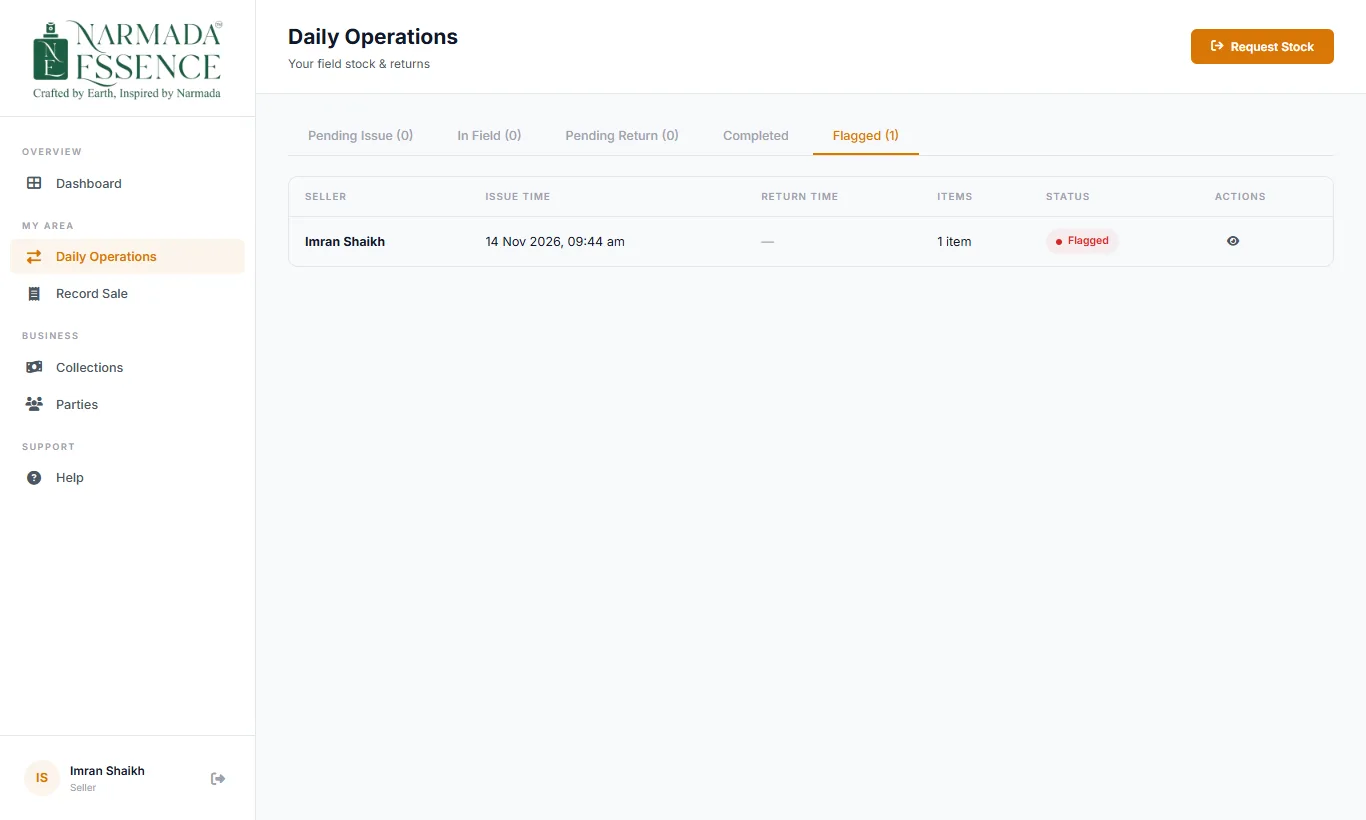 NARMADA
ESSENCE
NE
TM
Crafted by Earth, Inspired by Narmada
OVERVIEW
Dashboard
MY AREA
Daily Operations
Record Sale
BUSINESS
Collections
Parties
SUPPORT
? Help
IS
Imran Shaikh
Seller
Daily Operations
Your field stock & returns
Request Stock
Pending Issue (0) In Field (0) Pending Return (0) Completed Flagged (1)
SELLER ISSUE TIME RETURN TIME ITEMS STATUS ACTIONS
Imran Shaikh 14 Nov 2026, 09:44 am — 1 item Flagged